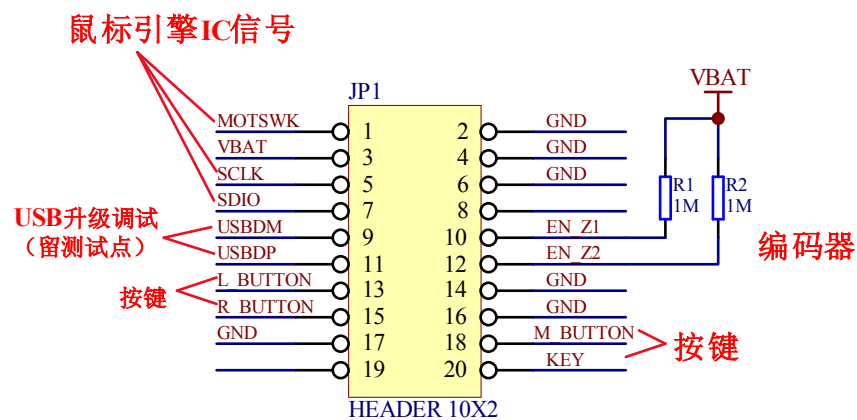 鼠标引擎IC信号
VBAT
JP1
MOTSWK 1 2 GND
VBAT 3 4 GND
SCLK 5 6 GND
R1 1M
R2 1M
SDIO 7 8
USB升级调试
（留测试点）
USBDM 9 10 EN_Z1
USBDP 11 12 EN_Z2
编码器
按键
L_BUTTON 13 14 GND
R_BUTTON 15 16 GND
GND 17 18 M_BUTTON
按键
19 20 KEY
HEADER 10X2